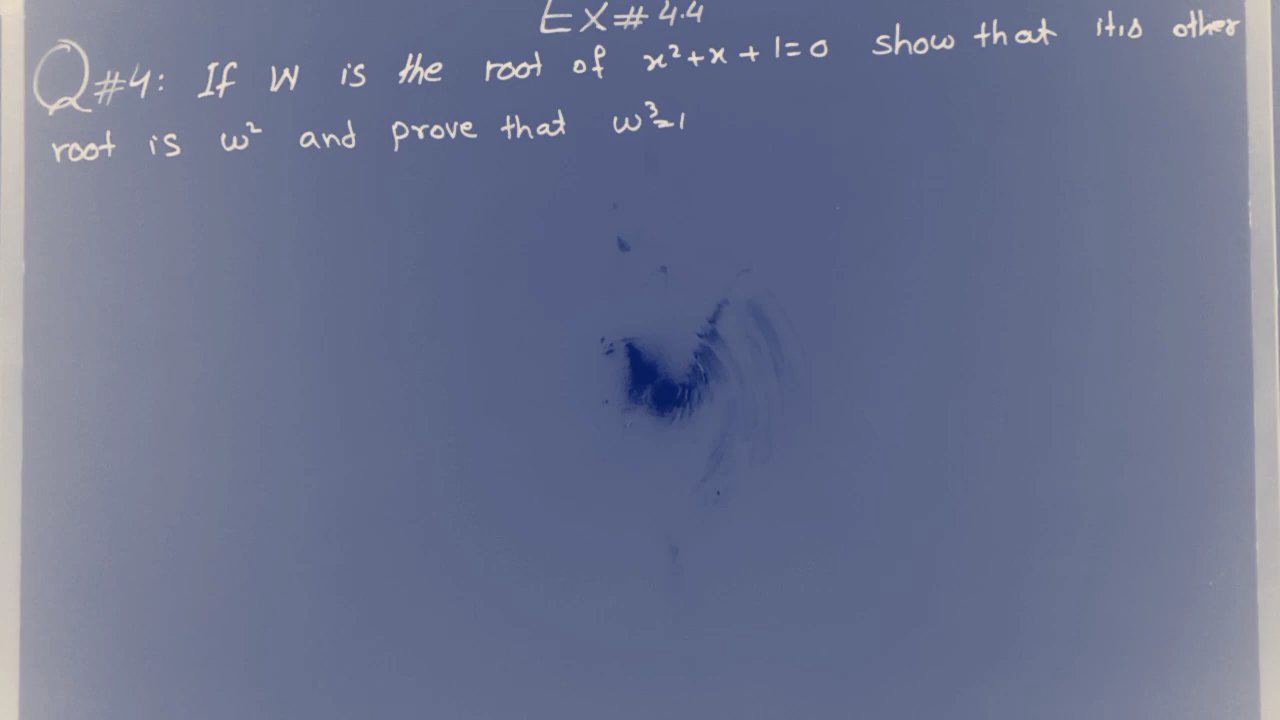 EX# 4.4
Q#4: If W is the root of x²+x+1=0 show that itis other
root is ω² and prove that ω³=1